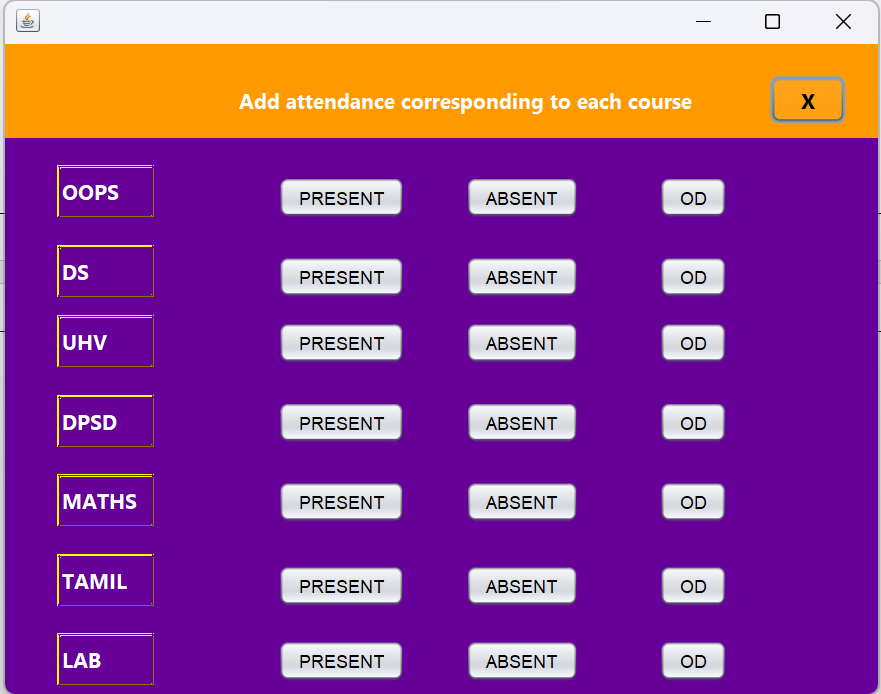 Add attendance corresponding to each course X
OOPS PRESENT ABSENT OD
DS PRESENT ABSENT OD
UHV PRESENT ABSENT OD
DPSD PRESENT ABSENT OD
MATHS PRESENT ABSENT OD
TAMIL PRESENT ABSENT OD
LAB PRESENT ABSENT OD